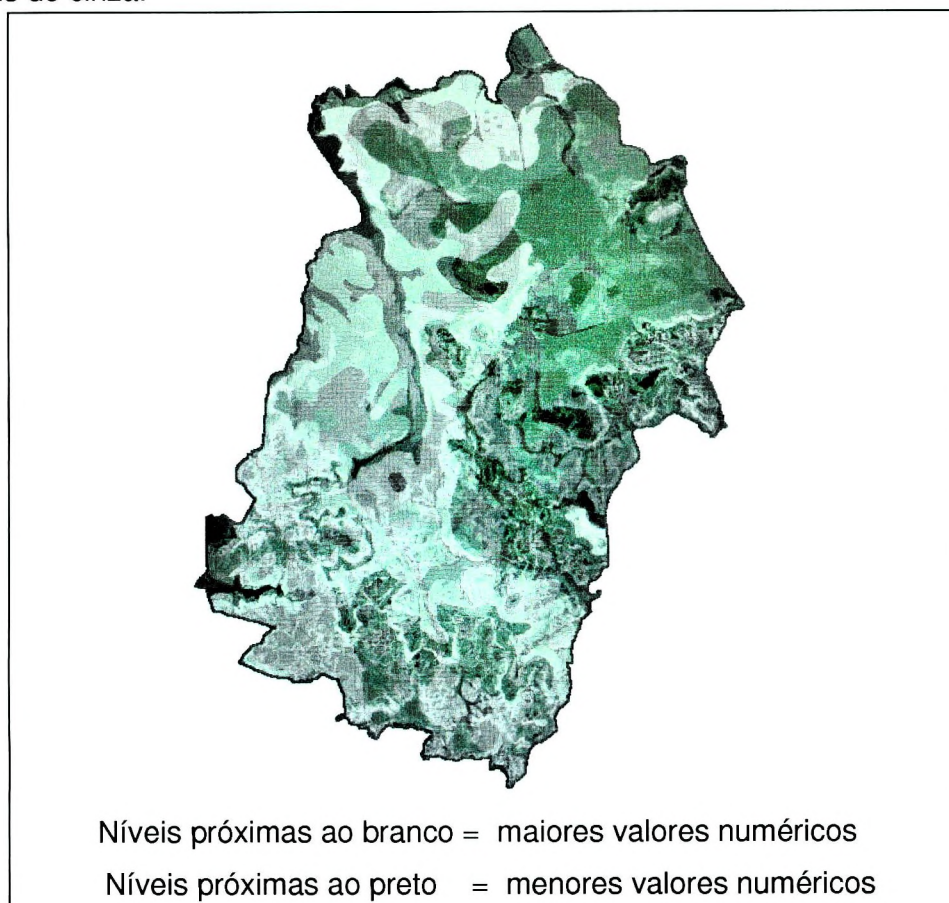 Níveis próximas ao branco = maiores valores numéricos
Níveis próximas ao preto = menores valores numéricos